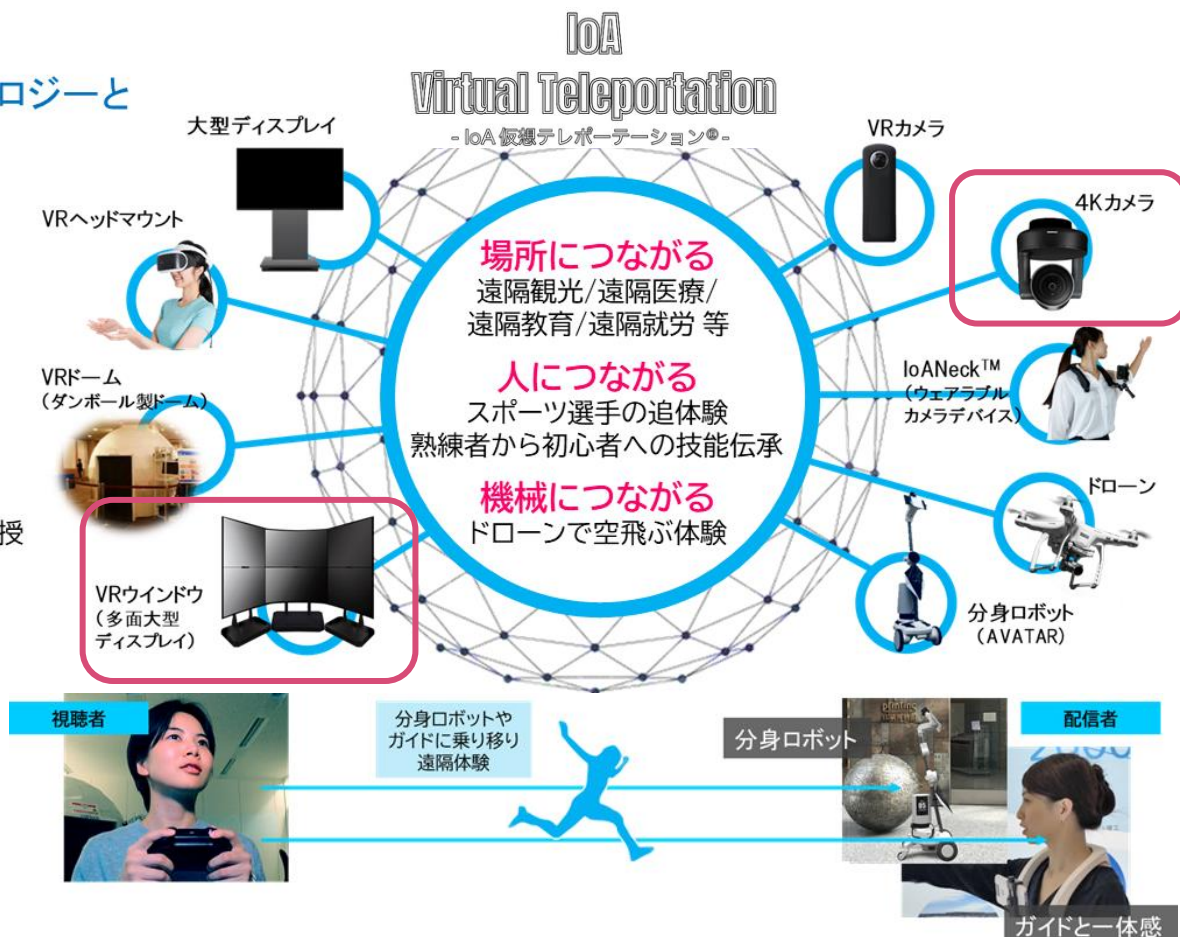 IoA
Virtual Teleportation
- IoA 仮想テレポーテーション® -
ロジーと
大型ディスプレイ
VRヘッドマウント
VRドーム
(ダンボール製ドーム)
授
VRウインドウ
(多面大型
ディスプレイ)
場所につながる
遠隔観光/遠隔医療/
遠隔教育/遠隔就労 等
人につながる
スポーツ選手の追体験
熟練者から初心者への技能伝承
機械につながる
ドローンで空飛ぶ体験
VRカメラ
4Kカメラ
IoANeck™
(ウェアラブル
カメラデバイス)
ドローン
分身ロボット
(AVATAR)
視聴者
分身ロボットや
ガイドに乗り移り
遠隔体験
分身ロボット
配信者
ガイドと一体感